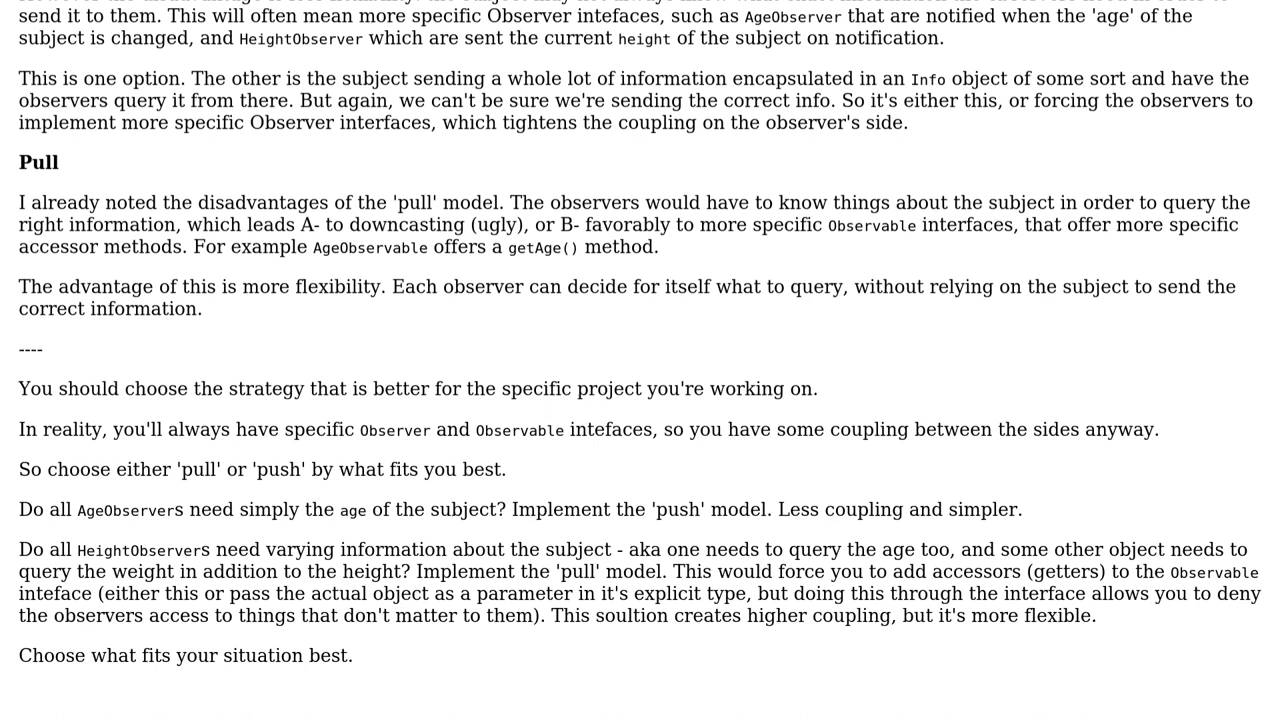 send it to them. This will often mean more specific Observer intefaces, such as AgeObserver that are notified when the 'age' of the
subject is changed, and HeightObserver which are sent the current height of the subject on notification.
This is one option. The other is the subject sending a whole lot of information encapsulated in an Info object of some sort and have the
observers query it from there. But again, we can't be sure we're sending the correct info. So it's either this, or forcing the observers to
implement more specific Observer interfaces, which tightens the coupling on the observer's side.
Pull
I already noted the disadvantages of the 'pull' model. The observers would have to know things about the subject in order to query the
right information, which leads A- to downcasting (ugly), or B- favorably to more specific Observable interfaces, that offer more specific
accessor methods. For example AgeObservable offers a getAge() method.
The advantage of this is more flexibility. Each observer can decide for itself what to query, without relying on the subject to send the
correct information.
----
You should choose the strategy that is better for the specific project you're working on.
In reality, you'll always have specific Observer and Observable intefaces, so you have some coupling between the sides anyway.
So choose either 'pull' or 'push' by what fits you best.
Do all AgeObservers need simply the age of the subject? Implement the 'push' model. Less coupling and simpler.
Do all HeightObservers need varying information about the subject - aka one needs to query the age too, and some other object needs to
query the weight in addition to the height? Implement the 'pull' model. This would force you to add accessors (getters) to the Observable
inteface (either this or pass the actual object as a parameter in it's explicit type, but doing this through the interface allows you to deny
the observers access to things that don't matter to them). This soultion creates higher coupling, but it's more flexible.
Choose what fits your situation best.